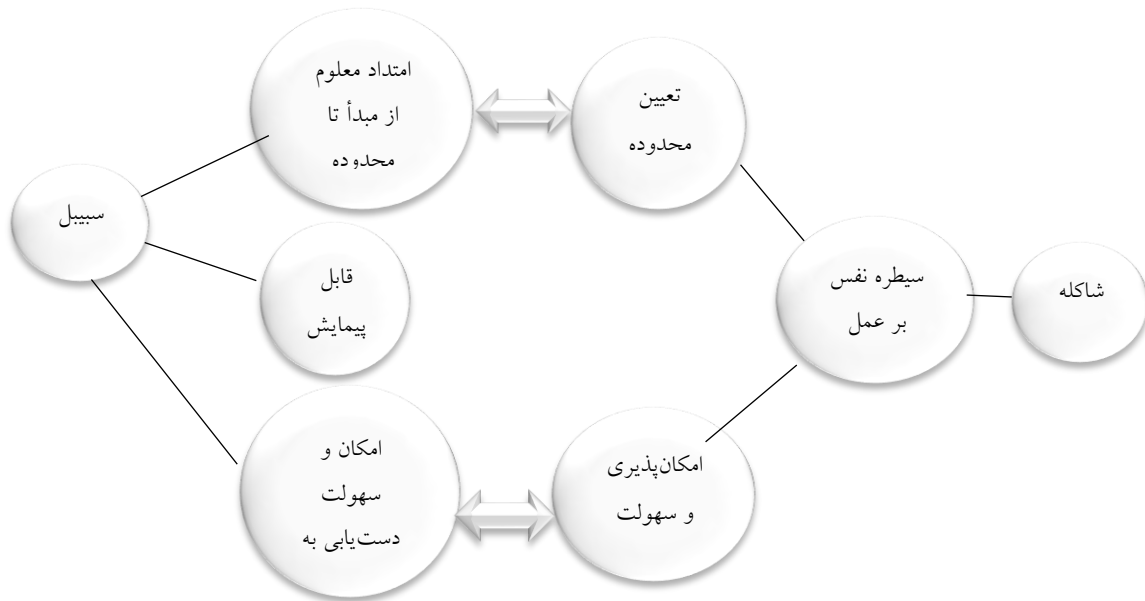 امتداد معلوم
از مبدأ تا
محدوده
تعیین
محدوده
سبیبل
قابل
پیمایش
سیطره نفس
بر عمل
شاکله
امکان و
سهولت
دست‌یابی به
امکان‌پذیری
و سهولت